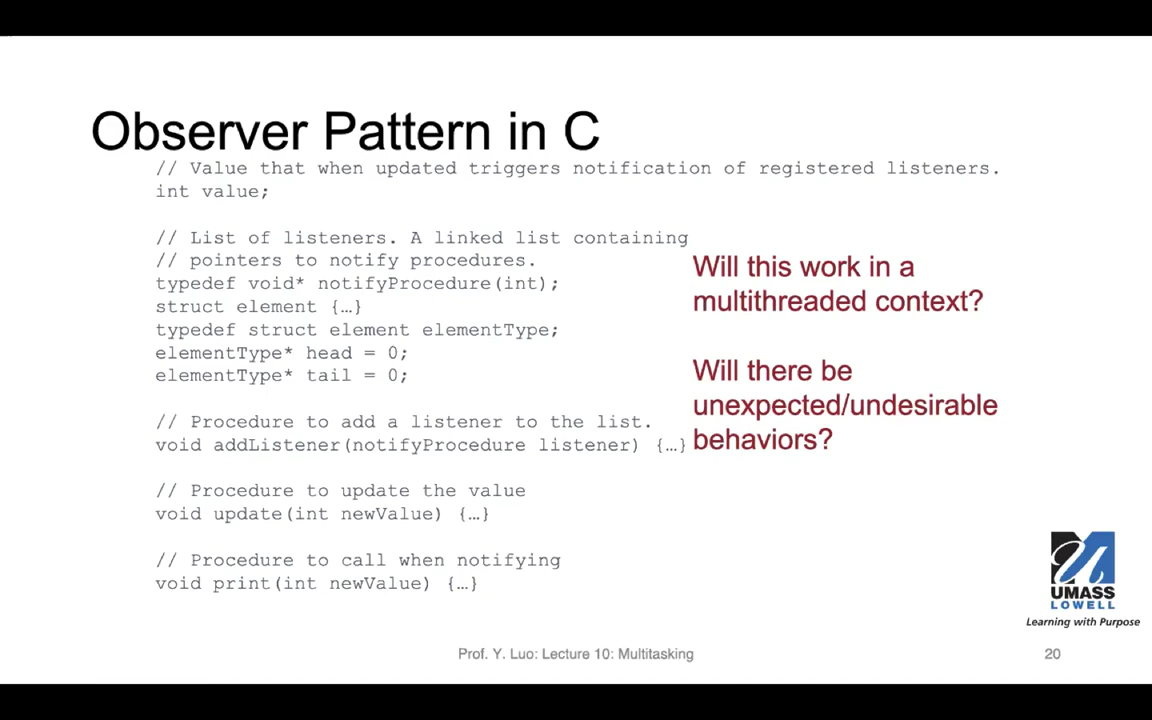 Observer Pattern in C
// Value that when updated triggers notification of registered listeners.
int value;
// List of listeners. A linked list containing
// pointers to notify procedures.
typedef void* notifyProcedure(int);
struct element {…}
typedef struct element elementType;
elementType* head = 0;
elementType* tail = 0;
// Procedure to add a listener to the list.
void addListener(notifyProcedure listener) {…}
// Procedure to update the value
void update(int newValue) {…}
// Procedure to call when notifying
void print(int newValue) {…}
Will this work in a
multithreaded context?
Will there be
unexpected/undesirable
behaviors?
UMASS
LOWELL
Learning with Purpose
Prof. Y. Luo: Lecture 10: Multitasking
20